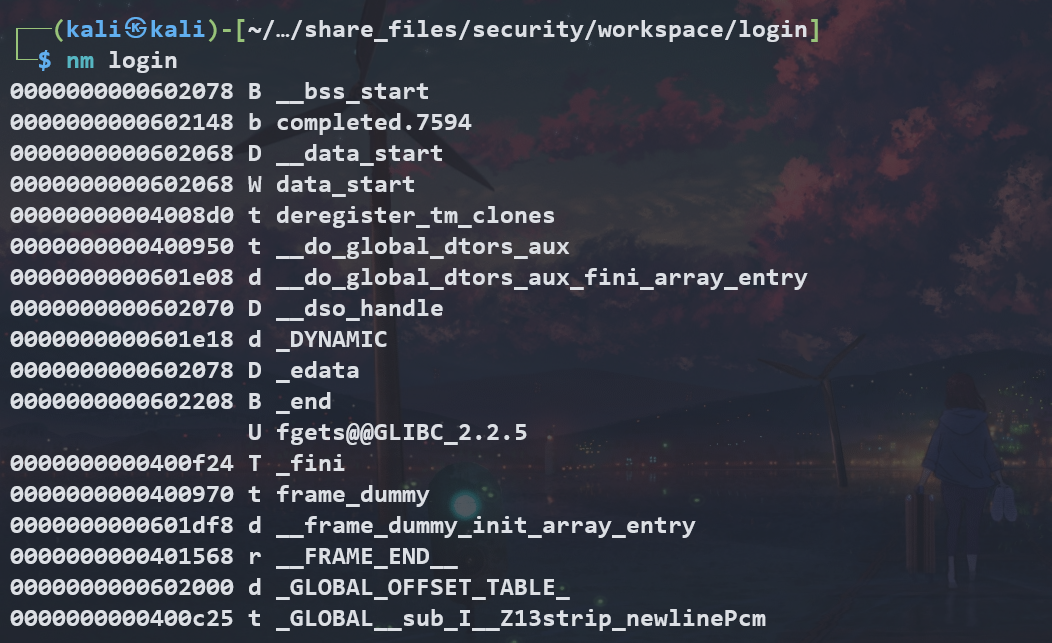 ┌──(kali㉿kali)-[~/…/share_files/security/workspace/login]
└─$ nm login
0000000000602078 B __bss_start
0000000000602148 b completed.7594
0000000000602068 D __data_start
0000000000602068 W data_start
00000000004008d0 t deregister_tm_clones
0000000000400950 t __do_global_dtors_aux
0000000000601e08 d __do_global_dtors_aux_fini_array_entry
0000000000602070 D __dso_handle
0000000000601e18 d _DYNAMIC
0000000000602078 D _edata
0000000000602208 B _end
                 U fgets@@GLIBC_2.2.5
0000000000400f24 T _fini
0000000000400970 t frame_dummy
0000000000601df8 d __frame_dummy_init_array_entry
0000000000401568 r __FRAME_END__
0000000000602000 d _GLOBAL_OFFSET_TABLE_
0000000000400c25 t _GLOBAL__sub_I__Z13strip_newlinePcm